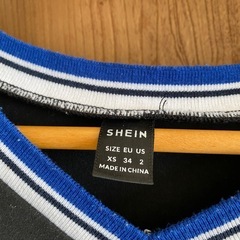 SHEIN
SIZE EU US
XS 34 2
MADE IN CHINA